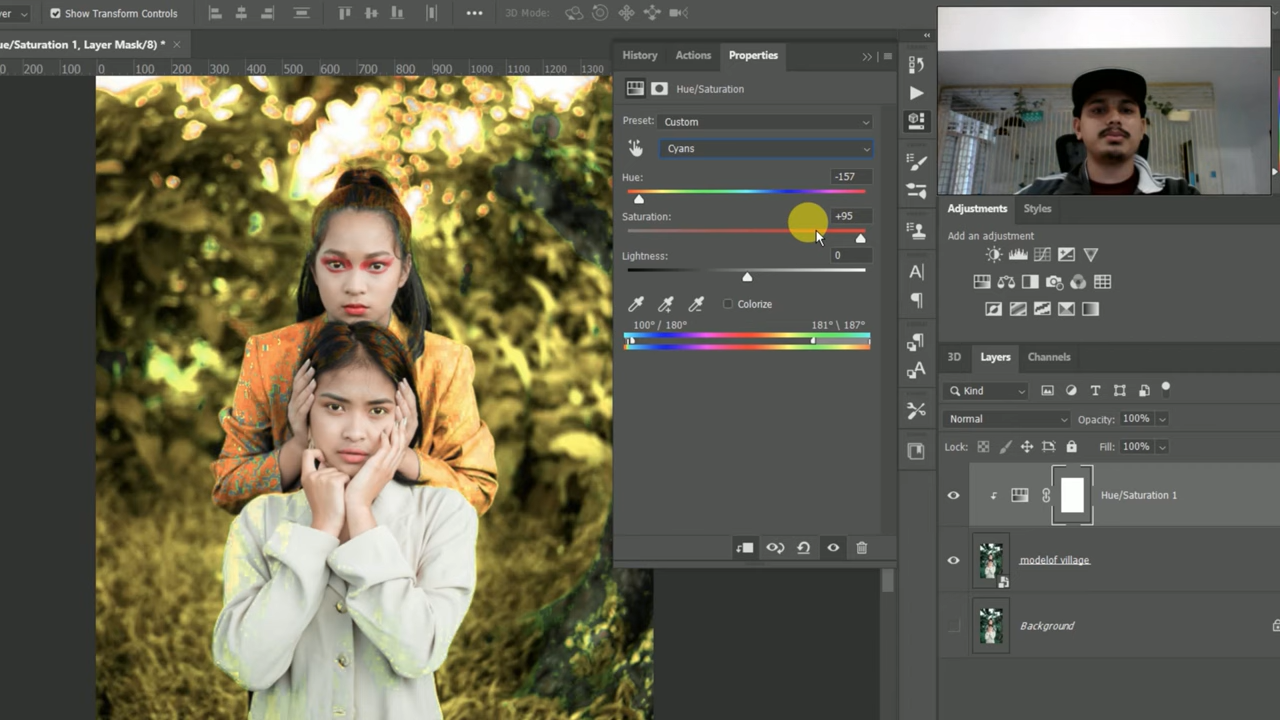 yer
Show Transform Controls
3D Mode:
ue/Saturation 1, Layer Mask/8) *
0 200 100 0 100 200 300 400 500 600 700 800 900 1000 1100 1200 1300
History Actions Properties
Hue/Saturation
Preset: Custom
Cyans
Hue: -157
Saturation: +95
Lightness: 0
Colorize
100° / 180° 181° \ 187°
A|
Adjustments Styles
Add an adjustment
3D Layers Channels
Kind
Normal Opacity: 100%
Lock: Fill: 100%
Hue/Saturation 1
modelof village
Background